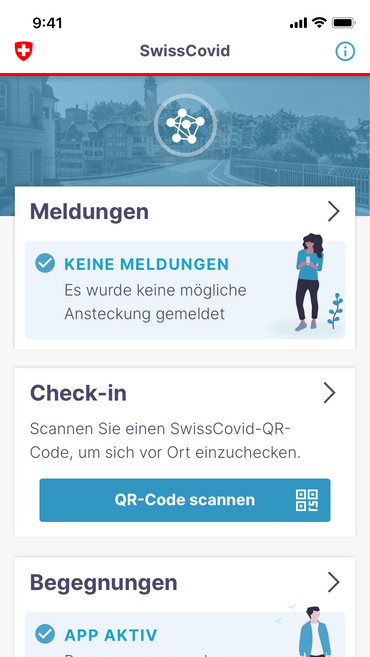 9:41
SwissCovid
Meldungen
KEINE MELDUNGEN
Es wurde keine mögliche
Ansteckung gemeldet
Check-in
Scannen Sie einen SwissCovid-QR-
Code, um sich vor Ort einzuchecken.
QR-Code scannen
Begegnungen
APP AKTIV